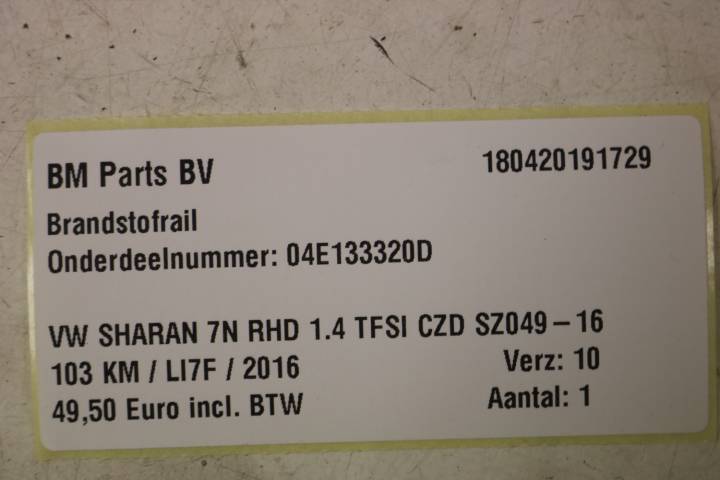 BM Parts BV 180420191729
Brandstofrail
Onderdeelnummer: 04E133320D
VW SHARAN 7N RHD 1.4 TFSI CZD SZ049-16
103 KM / LI7F / 2016 Verz: 10
49,50 Euro incl. BTW Aantal: 1